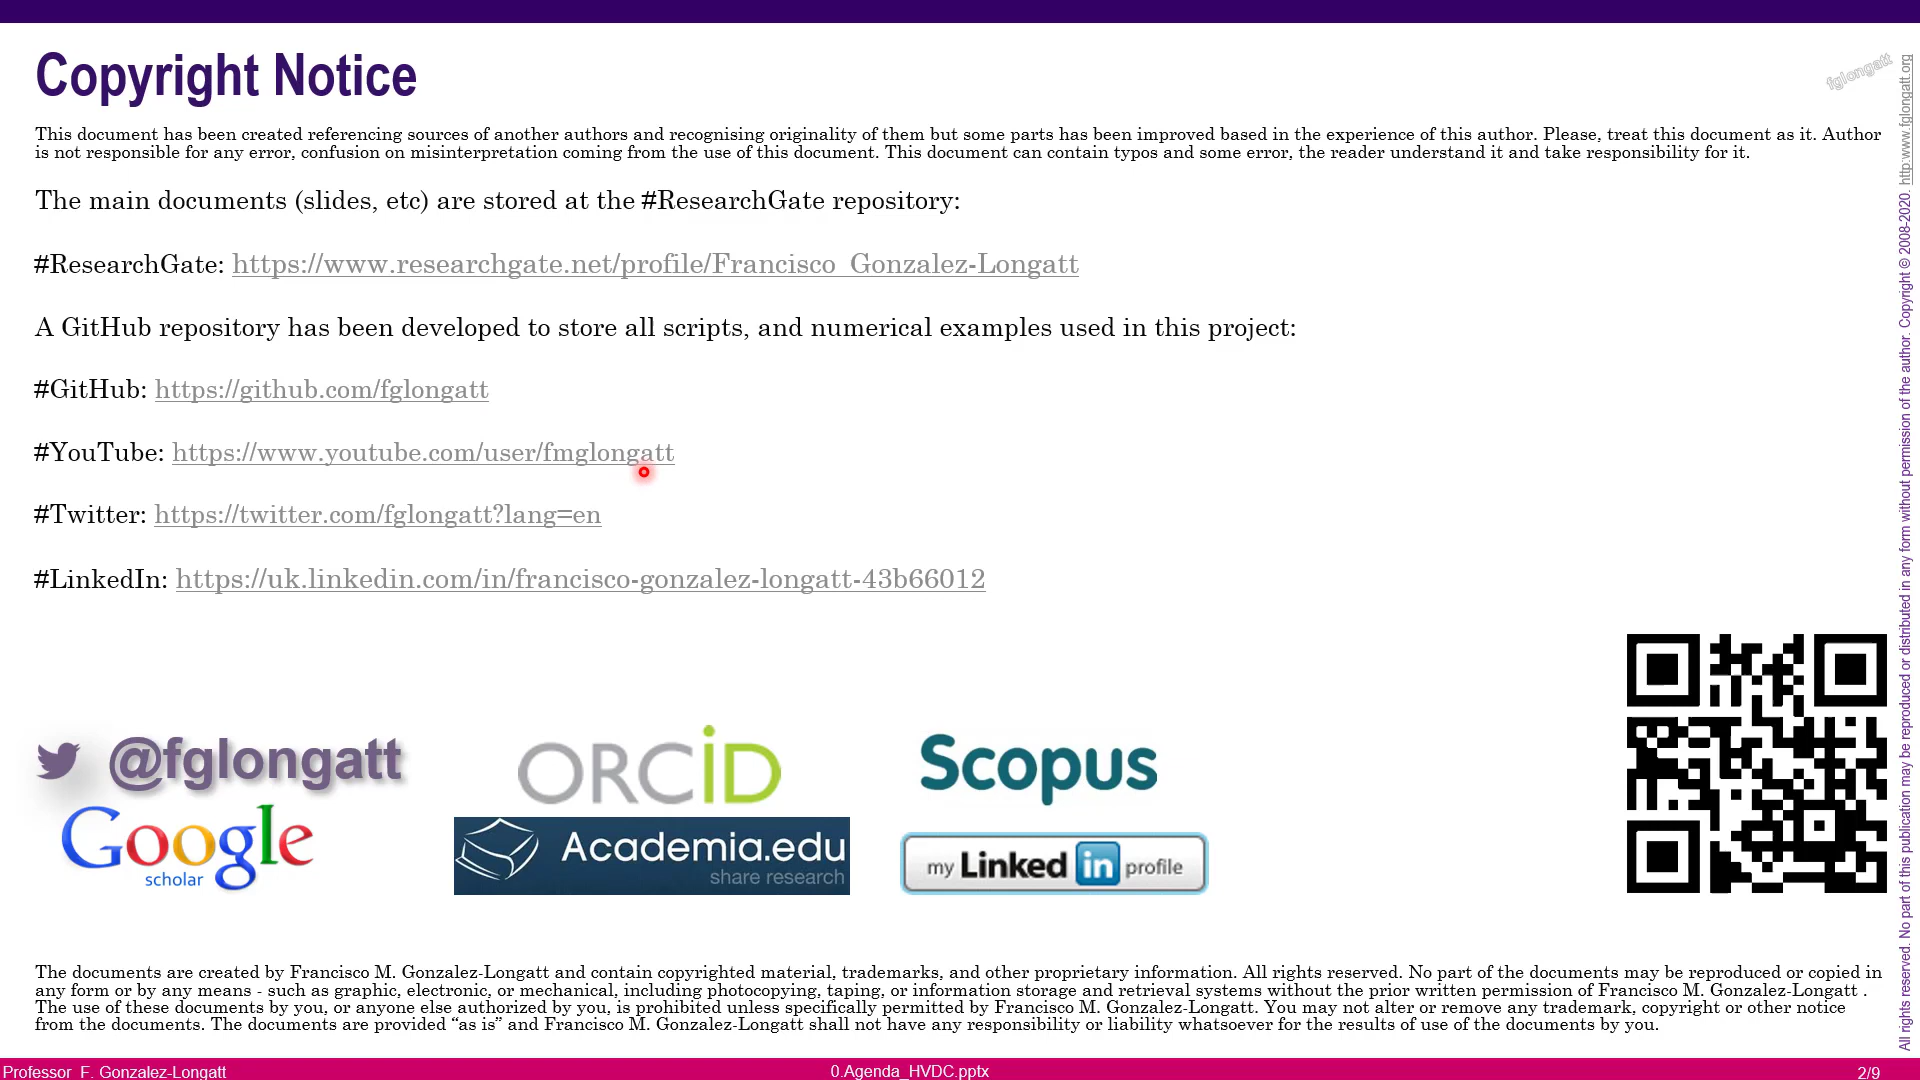 Copyright Notice
fglongatt
This document has been created referencing sources of another authors and recognising originality of them but some parts has been improved based in the experience of this author. Please, treat this document as it. Author
is not responsible for any error, confusion on misinterpretation coming from the use of this document. This document can contain typos and some error, the reader understand it and take responsibility for it.
The main documents (slides, etc) are stored at the #ResearchGate repository:
#ResearchGate: https://www.researchgate.net/profile/Francisco_Gonzalez-Longatt
A GitHub repository has been developed to store all scripts, and numerical examples used in this project:
#GitHub: https://github.com/fglongatt
#YouTube: https://www.youtube.com/user/fmglongatt
#Twitter: https://twitter.com/fglongatt?lang=en
#LinkedIn: https://uk.linkedin.com/in/francisco-gonzalez-longatt-43b66012
@fglongatt
ORCiD
Scopus
Google
scholar
Academia.edu
share research
my Linked in profile
The documents are created by Francisco M. Gonzalez-Longatt and contain copyrighted material, trademarks, and other proprietary information. All rights reserved. No part of the documents may be reproduced or copied in
any form or by any means - such as graphic, electronic, or mechanical, including photocopying, taping, or information storage and retrieval systems without the prior written permission of Francisco M. Gonzalez-Longatt .
The use of these documents by you, or anyone else authorized by you, is prohibited unless specifically permitted by Francisco M. Gonzalez-Longatt. You may not alter or remove any trademark, copyright or other notice
from the documents. The documents are provided “as is” and Francisco M. Gonzalez-Longatt shall not have any responsibility or liability whatsoever for the results of use of the documents by you.
All rights reserved. No part of this publication may be reproduced or distributed in any form without permission of the author. Copyright © 2008-2020. http:www.fglongatt.org
Professor F. Gonzalez-Longatt
0.Agenda_HVDC.pptx
2/9